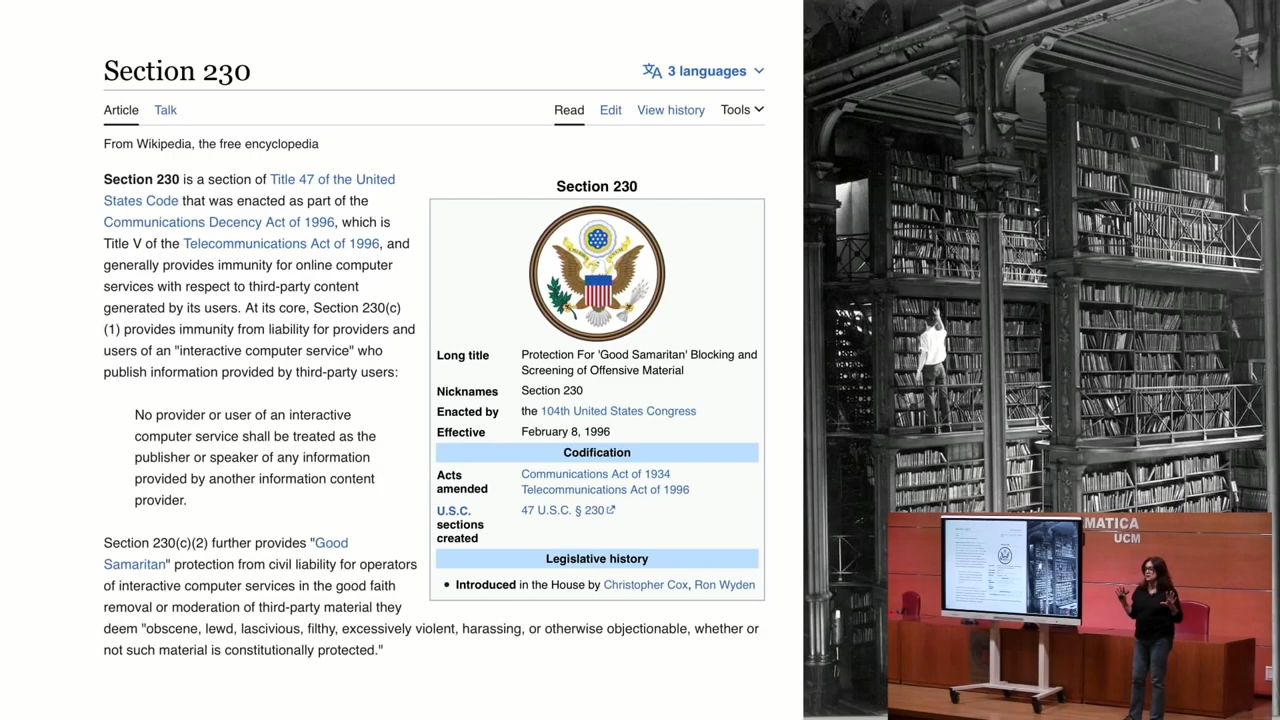 Section 230
3 languages
Article Talk
Read Edit View history Tools
From Wikipedia, the free encyclopedia
Section 230 is a section of Title 47 of the United
States Code that was enacted as part of the
Communications Decency Act of 1996, which is
Title V of the Telecommunications Act of 1996, and
generally provides immunity for online computer
services with respect to third-party content
generated by its users. At its core, Section 230(c)
(1) provides immunity from liability for providers and
users of an "interactive computer service" who
publish information provided by third-party users:
No provider or user of an interactive
computer service shall be treated as the
publisher or speaker of any information
provided by another information content
provider.
Section 230(c)(2) further provides "Good
Samaritan" protection from civil liability for operators
of interactive computer services in the good faith
removal or moderation of third-party material they
deem "obscene, lewd, lascivious, filthy, excessively violent, harassing, or otherwise objectionable, whether or
not such material is constitutionally protected."
Section 230
Long title Protection For 'Good Samaritan' Blocking and
Screening of Offensive Material
Nicknames Section 230
Enacted by the 104th United States Congress
Effective February 8, 1996
Codification
Acts amended Communications Act of 1934
Telecommunications Act of 1996
U.S.C. sections created 47 U.S.C. § 230
Legislative history
• Introduced in the House by Christopher Cox, Ron Wyden
MATICA
UCM